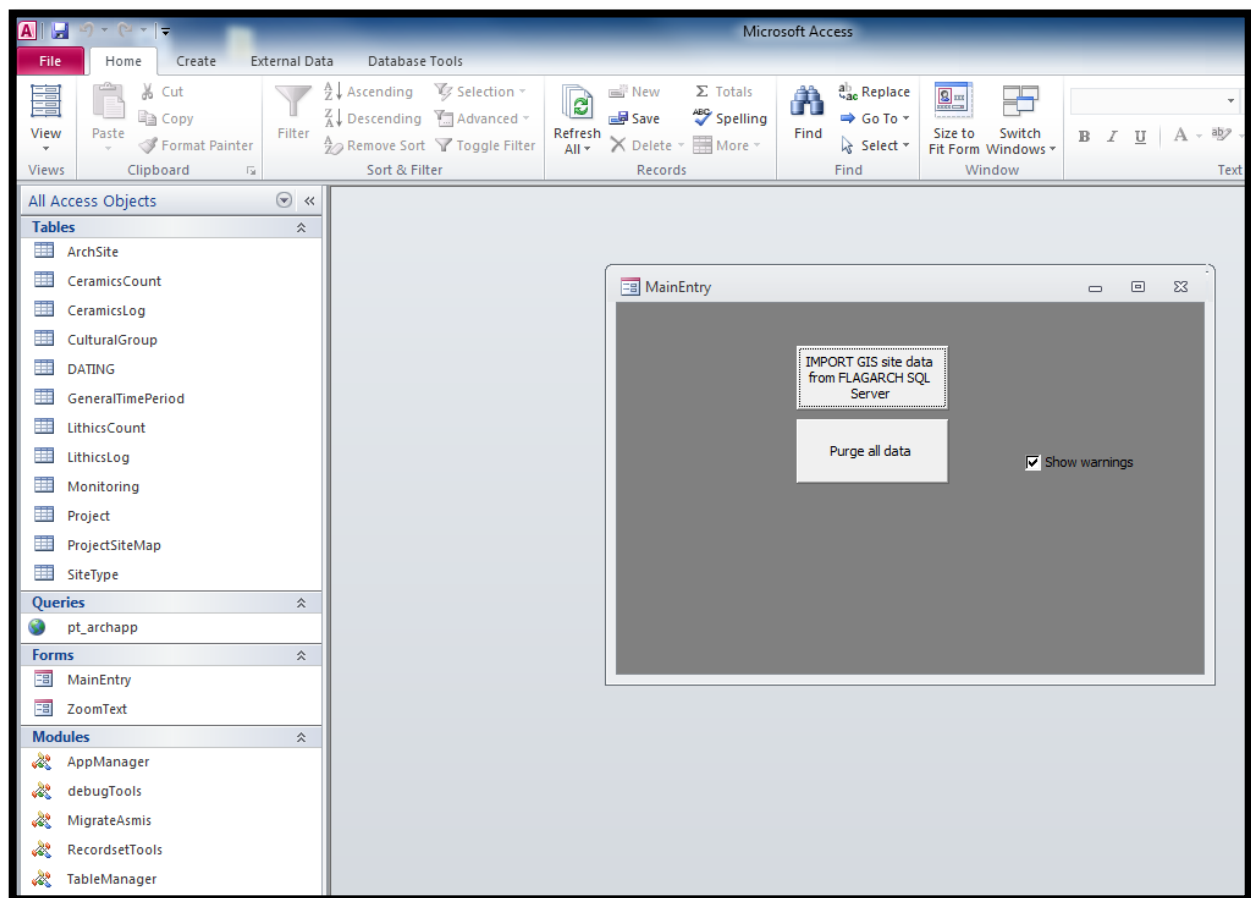 A
Microsoft Access
File Home Create External Data Database Tools
View
Views
Paste
Cut
Copy
Format Painter
Clipboard
Filter
Ascending
Descending
Remove Sort
Selection
Advanced
Toggle Filter
Sort & Filter
Refresh
All
New
Save
Delete
Totals
Spelling
More
Records
Find
Replace
Go To
Select
Find
Size to
Fit Form
Switch
Windows
Window
B I U A
Text
All Access Objects
Tables
ArchSite
CeramicsCount
CeramicsLog
CulturalGroup
DATING
GeneralTimePeriod
LithicsCount
LithicsLog
Monitoring
Project
ProjectSiteMap
SiteType
Queries
pt_archapp
Forms
MainEntry
ZoomText
Modules
AppManager
debugTools
MigrateAsmis
RecordsetTools
TableManager
MainEntry
IMPORT GIS site data
from FLAGARCH SQL
Server
Purge all data
Show warnings